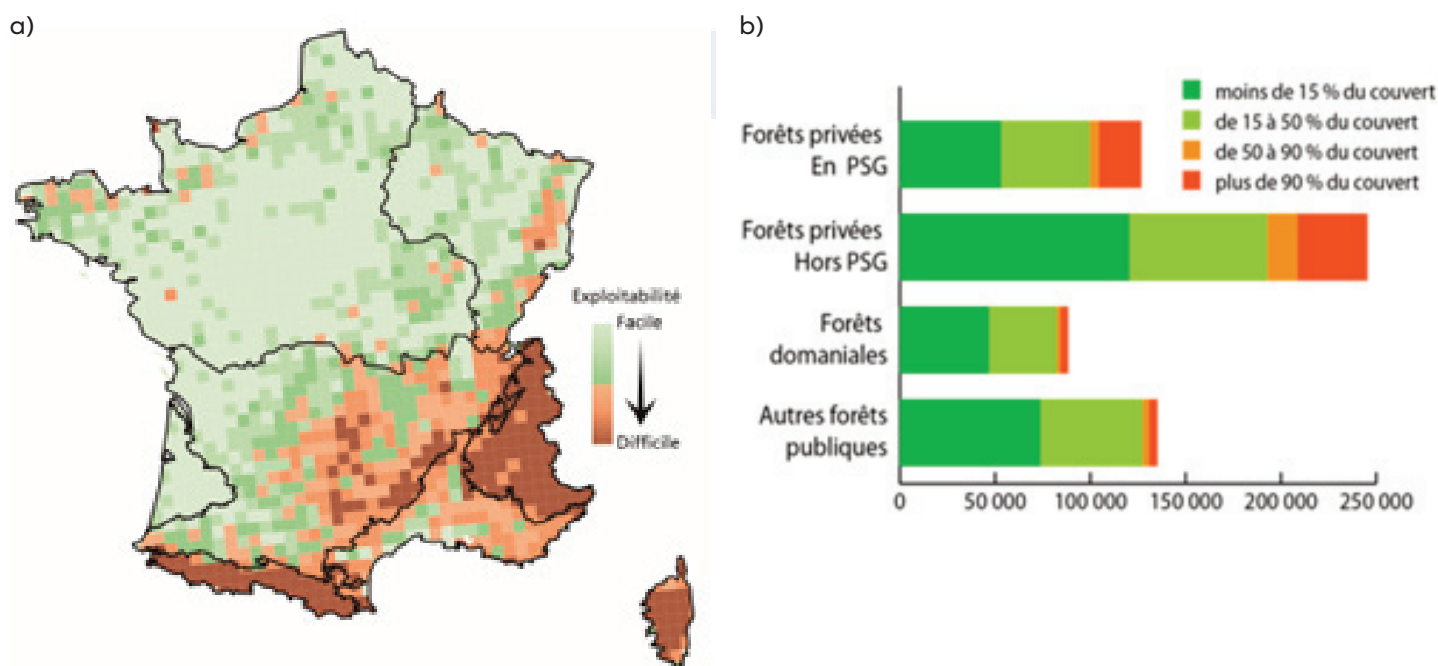 a)
Exploitabilité
Facile
Difficile
b)
moins de 15 % du couvert
de 15 à 50 % du couvert
de 50 à 90 % du couvert
plus de 90 % du couvert
Forêts privées
En PSG
Forêts privées
Hors PSG
Forêts
domaniales
Autres forêts
publiques
0
50 000
100 000
150 000
200 000
250 000